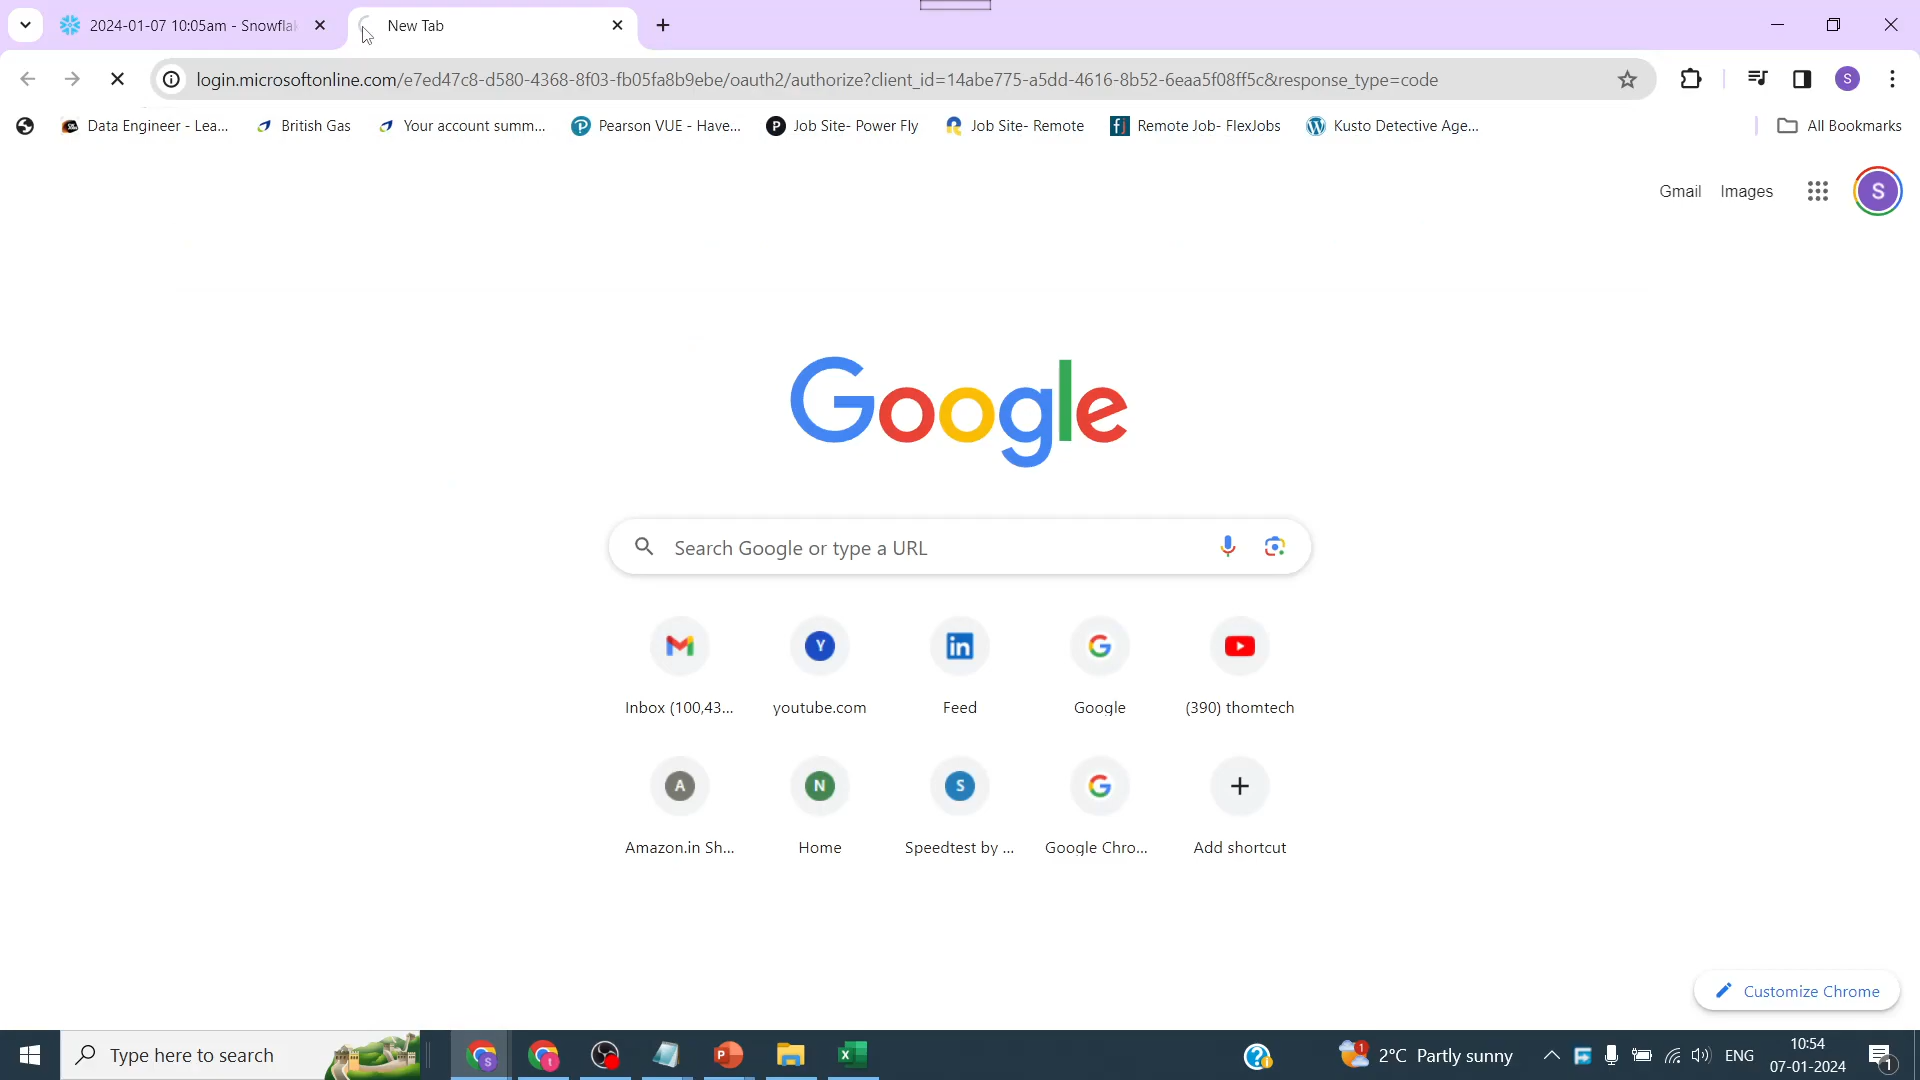 2024-01-07 10:05am - Snowfla
New Tab
login.microsoftonline.com/e7ed47c8-d580-4368-8f03-fb05fa8b9ebe/oauth2/authorize?client_id=14abe775-a5dd-4616-8b52-6eaa5f08ff5c&response_type=code
S
Data Engineer - Lea...
British Gas
Your account summ...
Pearson VUE - Have...
Job Site- Power Fly
Job Site- Remote
Remote Job- FlexJobs
Kusto Detective Age...
All Bookmarks
Gmail
Images
S
Google
Search Google or type a URL
Y
in
Inbox (100,43...
youtube.com
Feed
Google
(390) thomtech
A
N
S
Amazon.in Sh...
Home
Speedtest by ...
Google Chro...
Add shortcut
Customize Chrome
Type here to search
2°C Partly sunny
ENG
10:54
07-01-2024
1